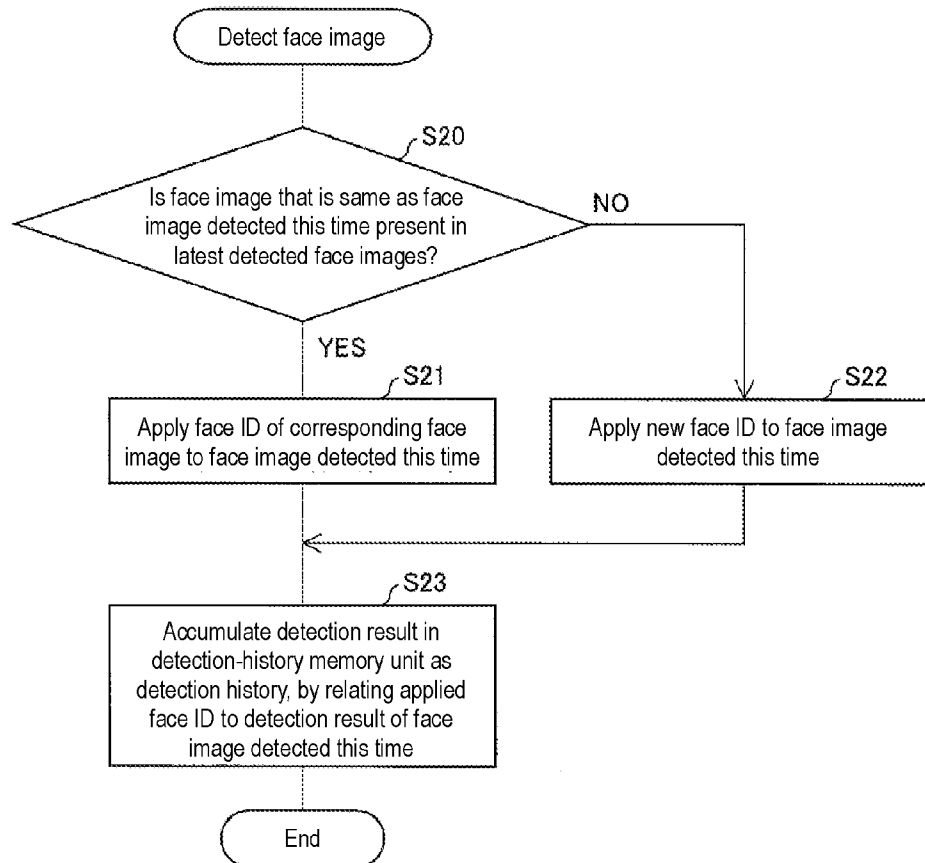 Detect face image
S20
Is face image that is same as face
image detected this time present in
latest detected face images?
NO
YES
S21
Apply face ID of corresponding face
image to face image detected this time
S22
Apply new face ID to face image
detected this time
S23
Accumulate detection result in
detection-history memory unit as
detection history, by relating applied
face ID to detection result of face
image detected this time
End